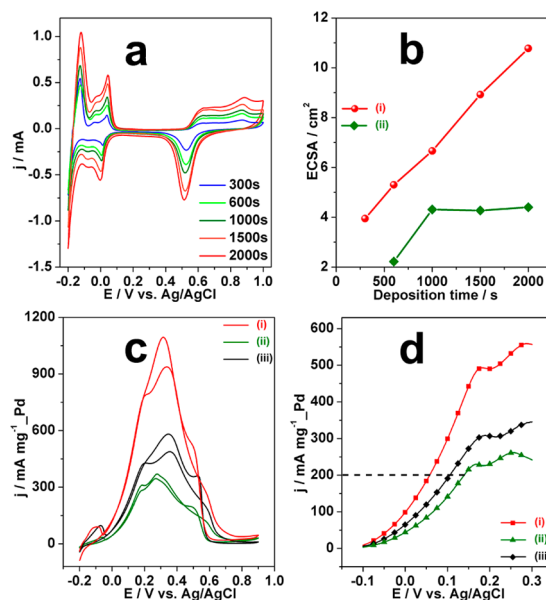 a
j / mA
1.0
0.5
0.0
-0.5
-1.0
-1.5
300s
600s
1000s
1500s
2000s
-0.2 0.0 0.2 0.4 0.6 0.8 1.0
E / V vs. Ag/AgCl
b
ECSA / cm²
12
10
8
6
4
2
(i)
(ii)
0 500 1000 1500 2000
Deposition time / s
c
j / mA mg⁻¹_Pd
1200
900
600
300
0
(i)
(ii)
(iii)
-0.2 0.0 0.2 0.4 0.6 0.8 1.0
E / V vs. Ag/AgCl
d
j / mA mg⁻¹_Pd
600
500
400
300
200
100
0
(i)
(ii)
(iii)
-0.1 0.0 0.1 0.2 0.3
E / V vs. Ag/AgCl